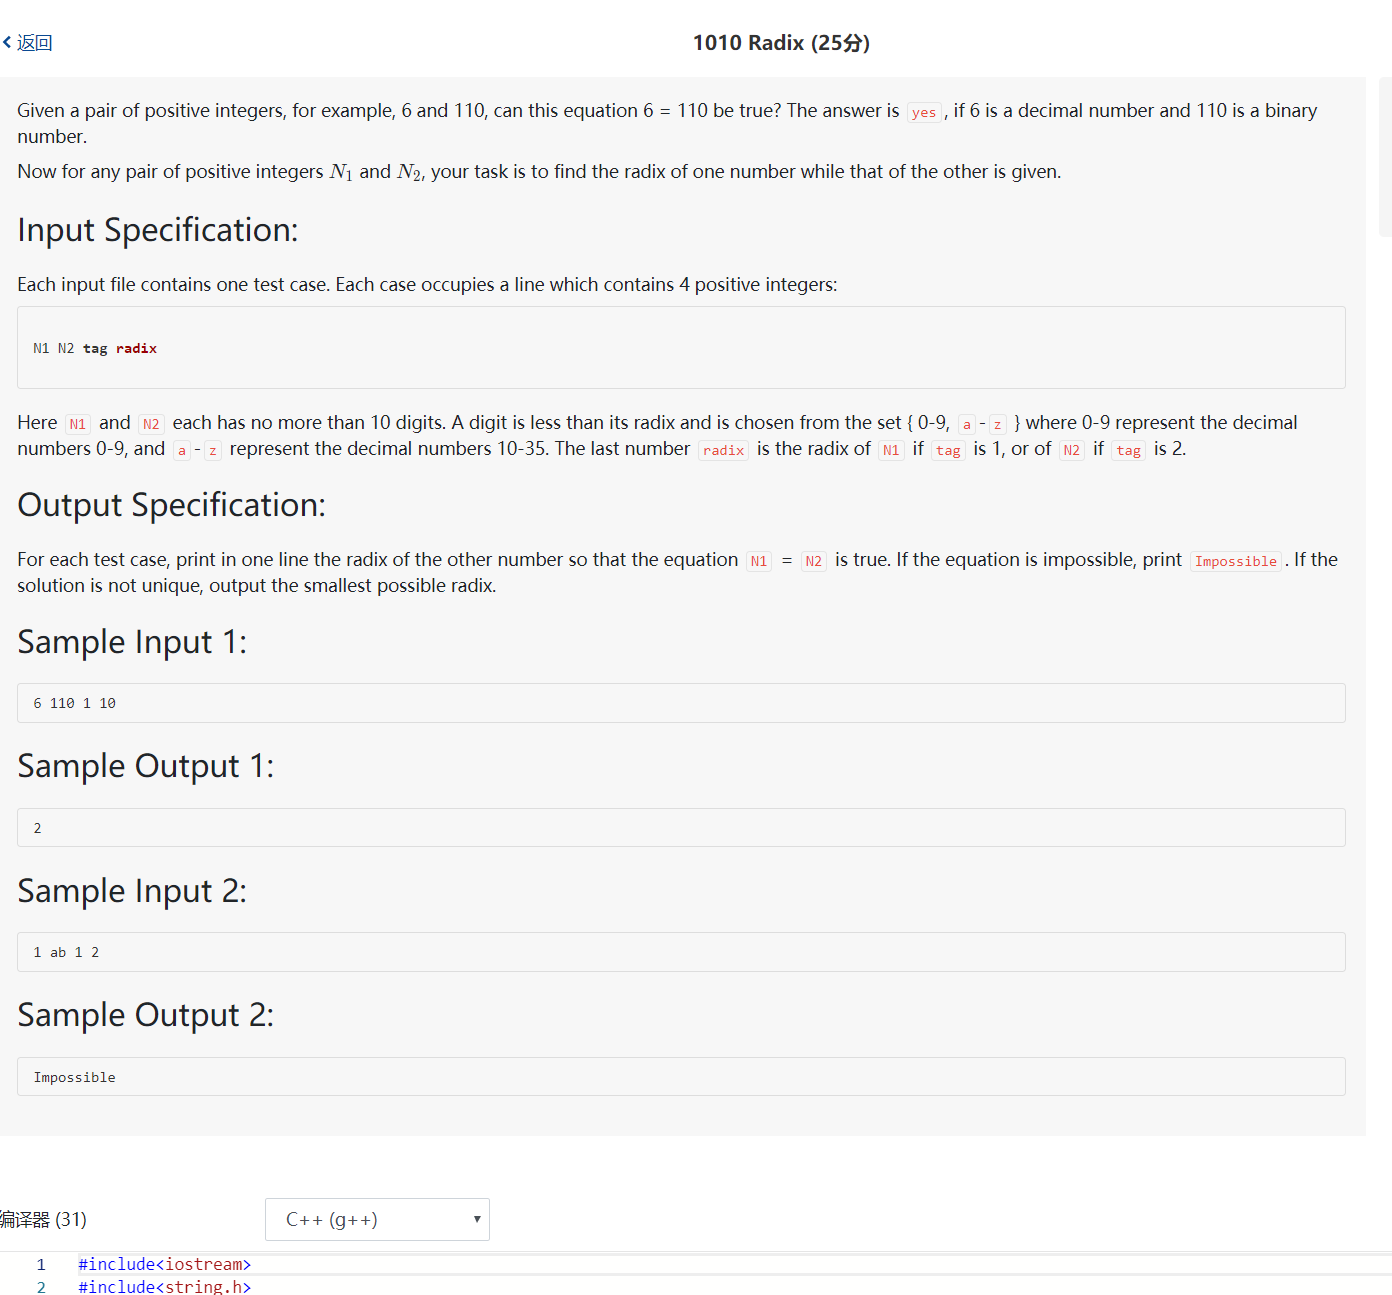 返回
1010 Radix (25分)
Given a pair of positive integers, for example, 6 and 110, can this equation 6 = 110 be true? The answer is yes, if 6 is a decimal number and 110 is a binary
number.
Now for any pair of positive integers N1 and N2, your task is to find the radix of one number while that of the other is given.
Input Specification:
Each input file contains one test case. Each case occupies a line which contains 4 positive integers:
N1 N2 tag radix
Here N1 and N2 each has no more than 10 digits. A digit is less than its radix and is chosen from the set { 0-9, a - z } where 0-9 represent the decimal
numbers 0-9, and a - z represent the decimal numbers 10-35. The last number radix is the radix of N1 if tag is 1, or of N2 if tag is 2.
Output Specification:
For each test case, print in one line the radix of the other number so that the equation N1 = N2 is true. If the equation is impossible, print Impossible. If the
solution is not unique, output the smallest possible radix.
Sample Input 1:
6 110 1 10
Sample Output 1:
2
Sample Input 2:
1 ab 1 2
Sample Output 2:
Impossible
编译器 (31)
C++ (g++)
1 #include<iostream>
2 #include<string.h>